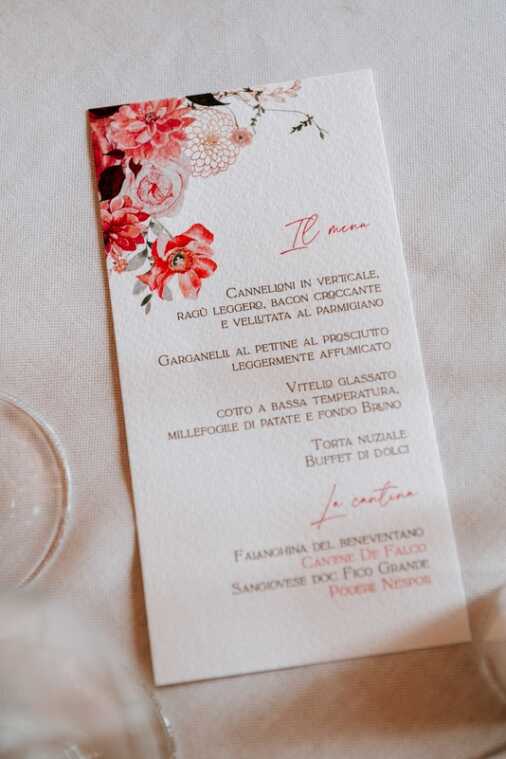 Il menu
Cannelloni in verticale,
ragù leggero, bacon croccante
e vellutata al parmigiano
Garganelli al pettine al prosciutto
leggermente affumicato
Vitello glassato
cotto a bassa temperatura,
millefoglie di patate e fondo Bruno
Torta nuziale
Buffet di dolci
La cantina
Falanghina del beneventano
Cantine De Falco
Sangiovese doc Fico Grande
Poderi Nespoli